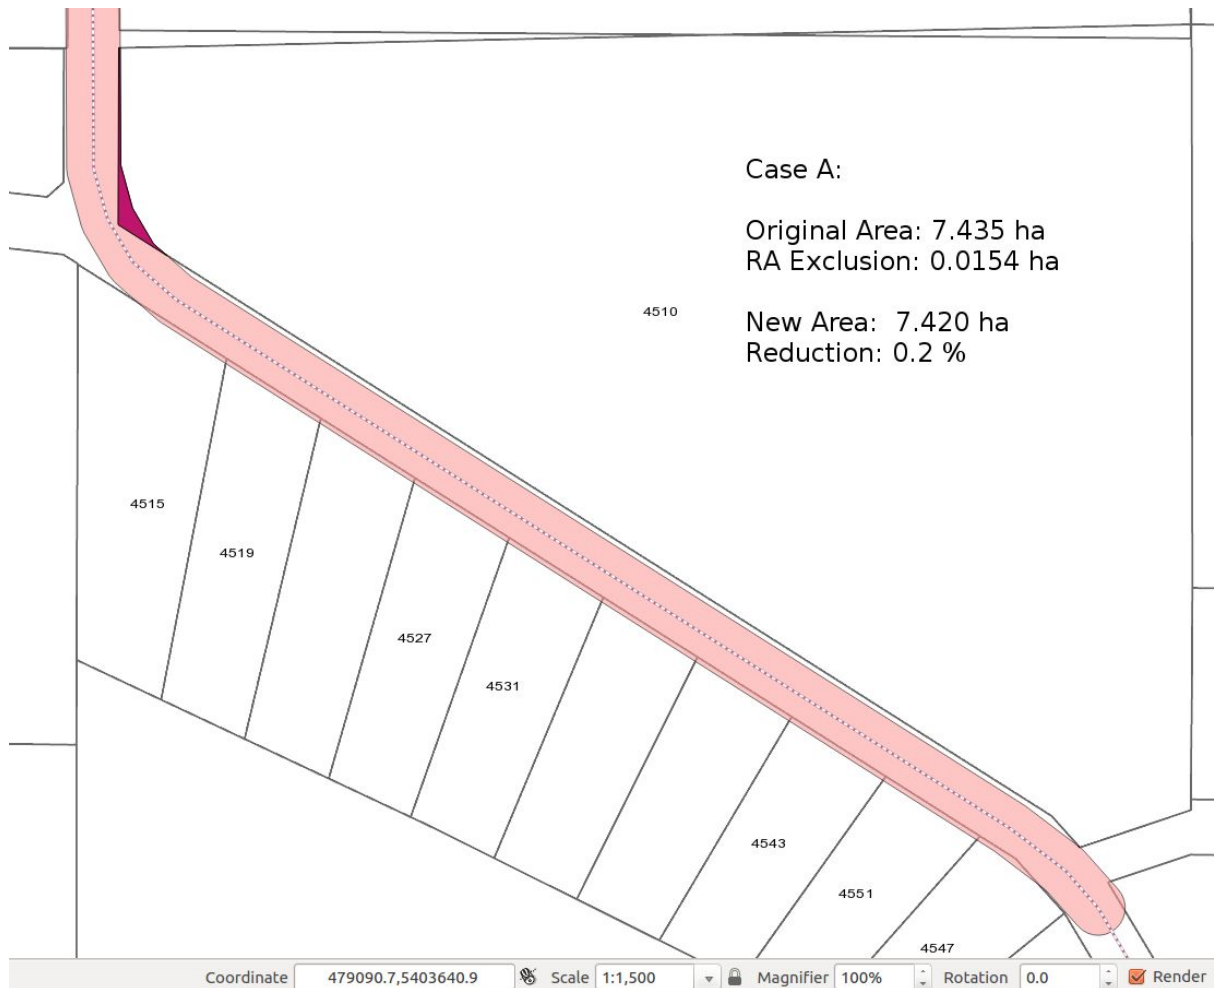 Case A:
Original Area: 7.435 ha
RA Exclusion: 0.0154 ha
4510
New Area: 7.420 ha
Reduction: 0.2 %
4515
4519
4527
4531
4543
4551
4547
Coordinate 479090.7,5403640.9 Scale 1:1,500 Magnifier 100% Rotation 0.0 Render